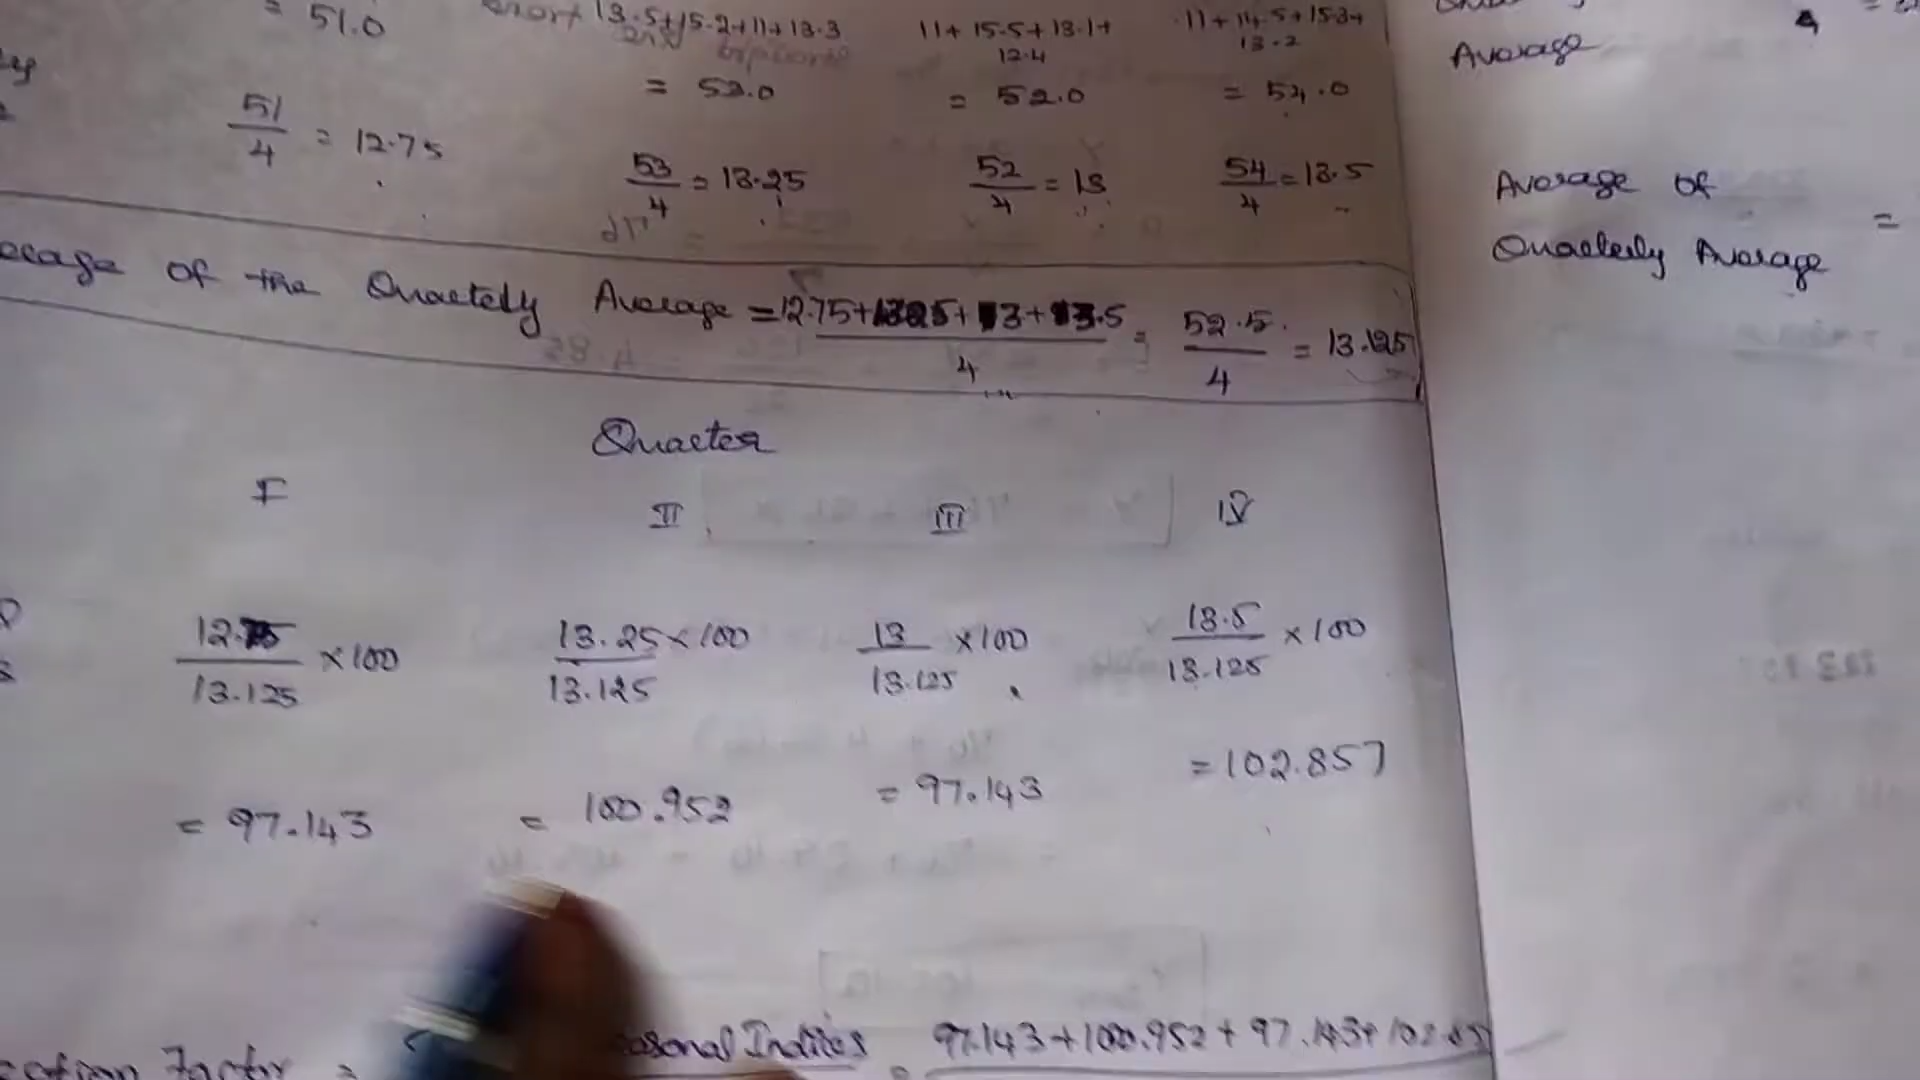 = 51.0
13.5+15.2+11+13.3
11+ 15.5+13.1+
12.4
11+14.5+15.3+
13.2
= 53.0
= 52.0
= 54.0
51/4 = 12.75
53/4 = 13.25
52/4 = 13
54/4 = 13.5
of the Quarterly Average = 12.75+13.25+13+13.5/4 = 52.5/4 = 13.125
Quarter
I II III IV
12.75/13.125 ×100
13.25/13.125 ×100
13/13.125 ×100
13.5/13.125 ×100
= 97.143
= 100.952
= 97.143
= 102.857
Factor = Indices = 97.143+100.952+97.143+102.857
Average
Average of
Quarterly Average =